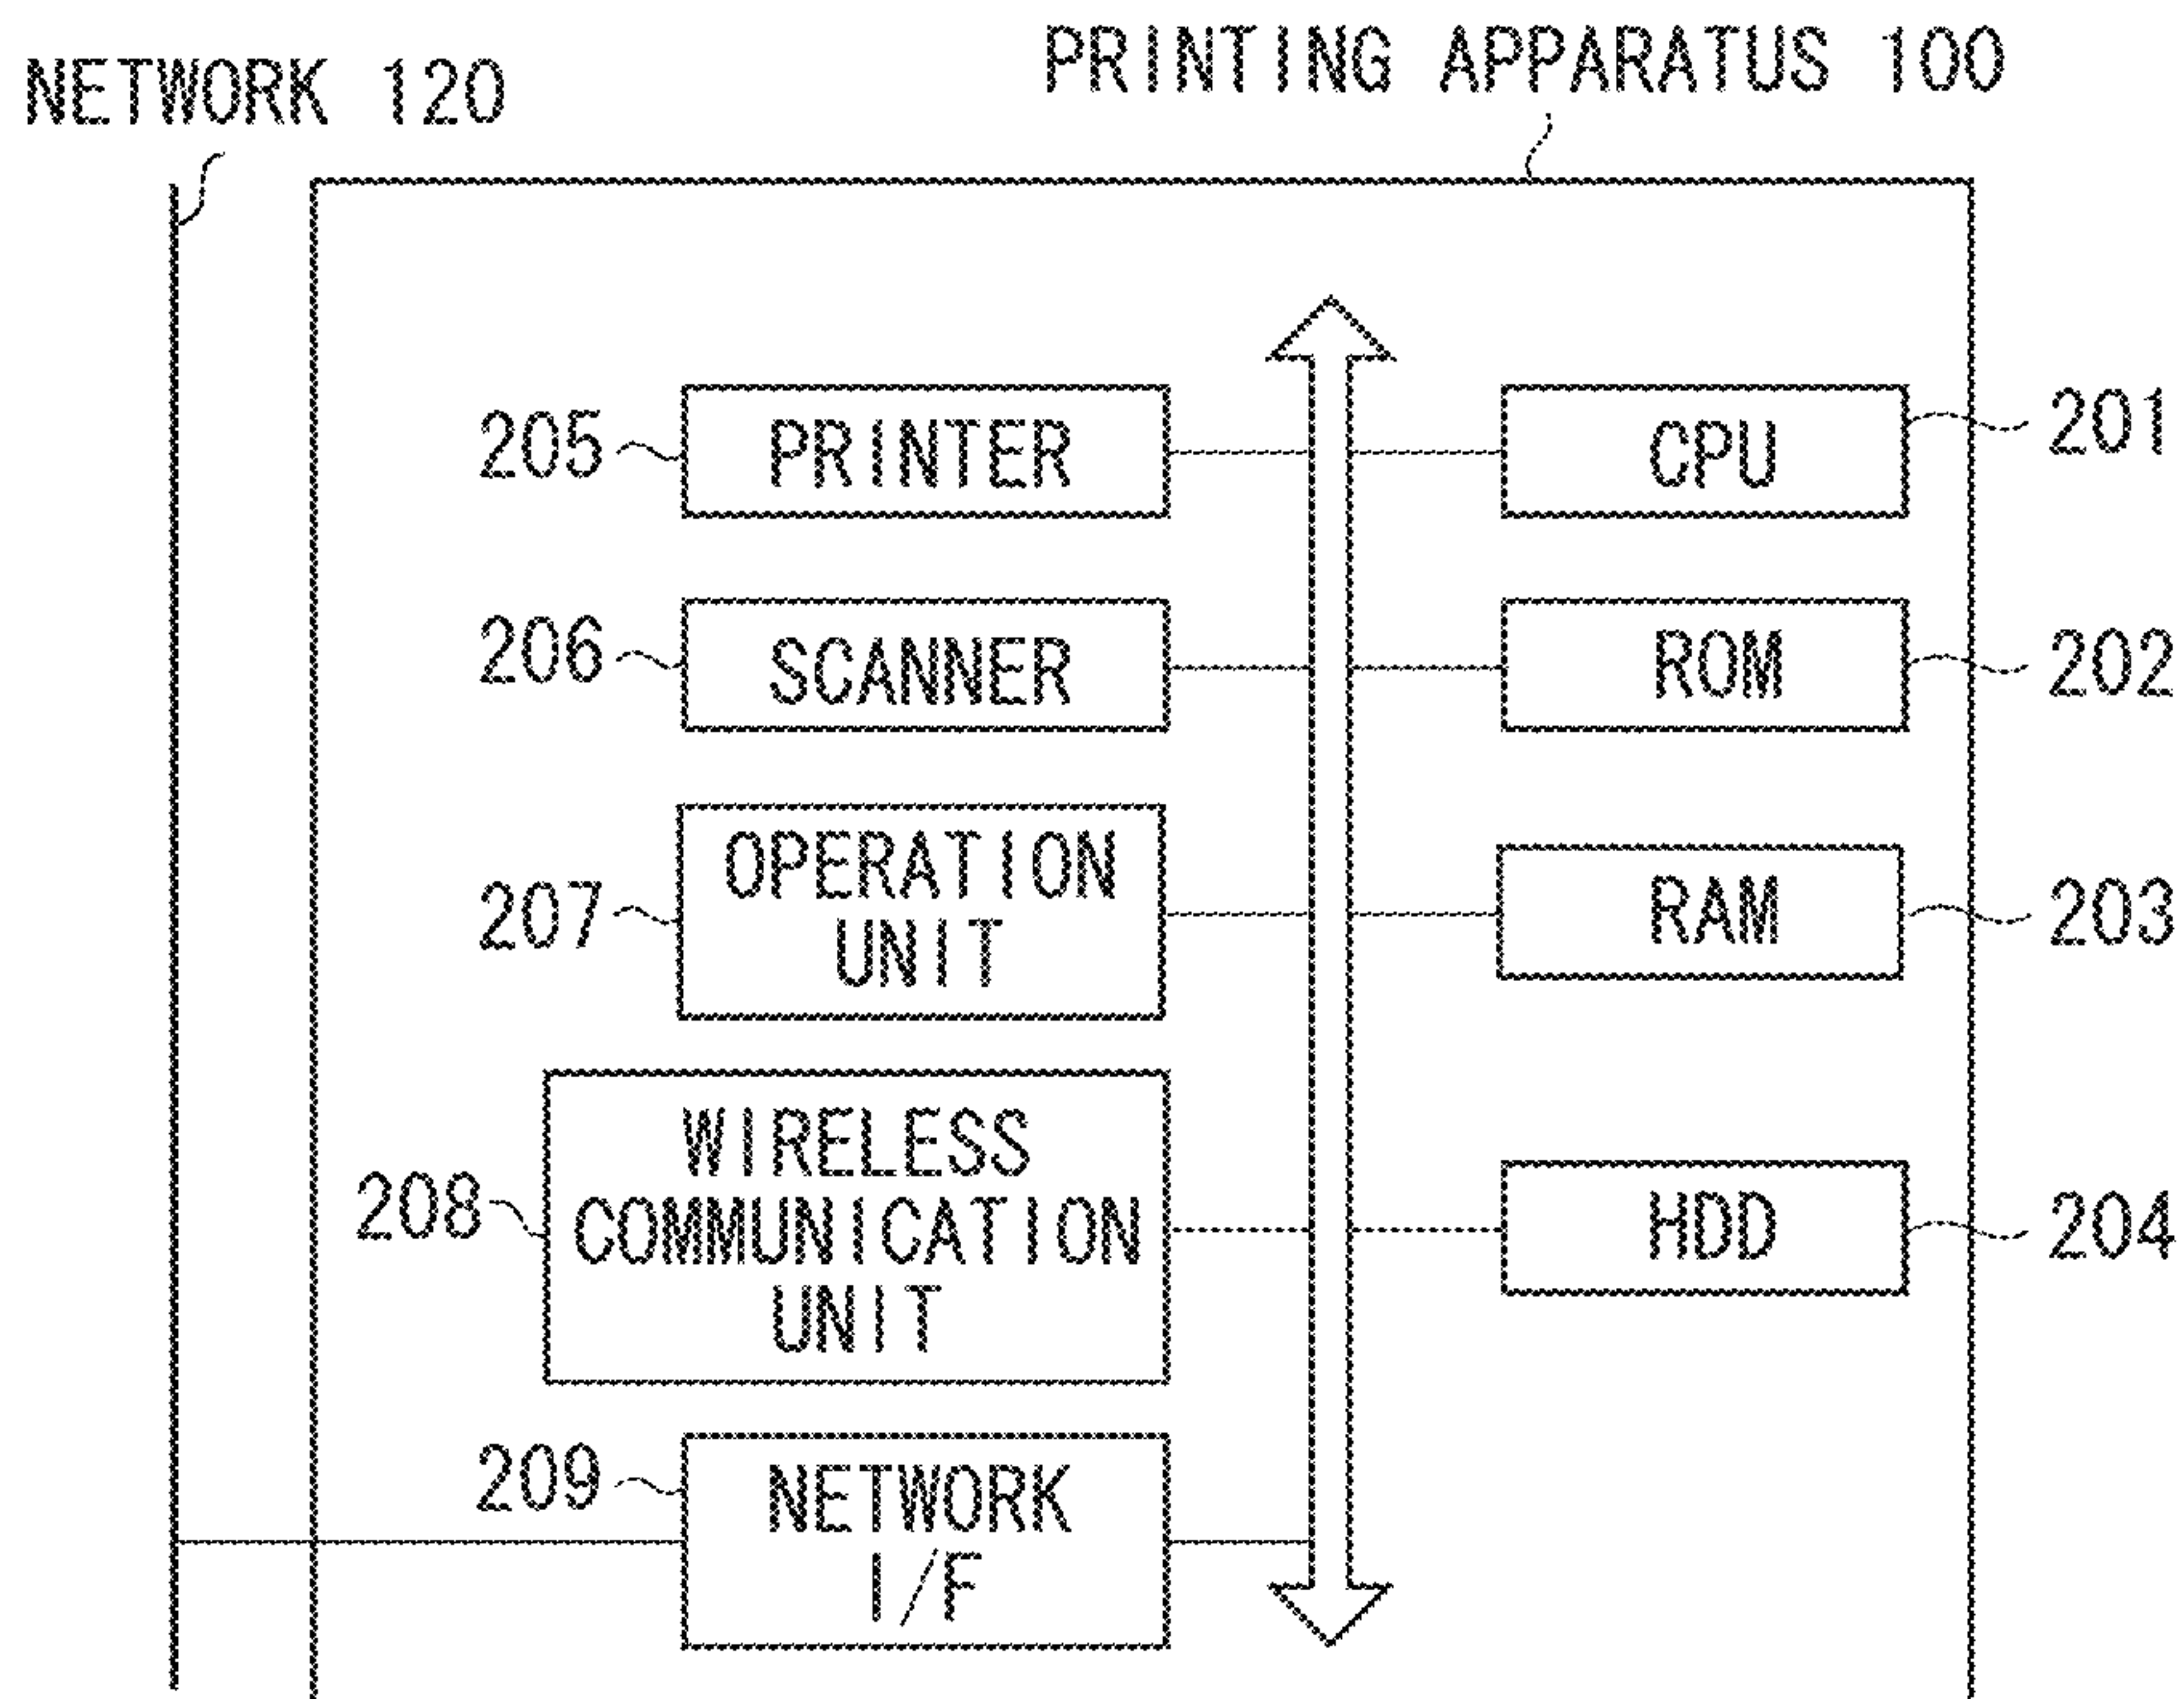 NETWORK 120
PRINTING APPARATUS 100
205
PRINTER
CPU
201
206
SCANNER
ROM
202
207
OPERATION
UNIT
RAM
203
208
WIRELESS
COMMUNICATION
UNIT
HDD
204
209
NETWORK
I/F